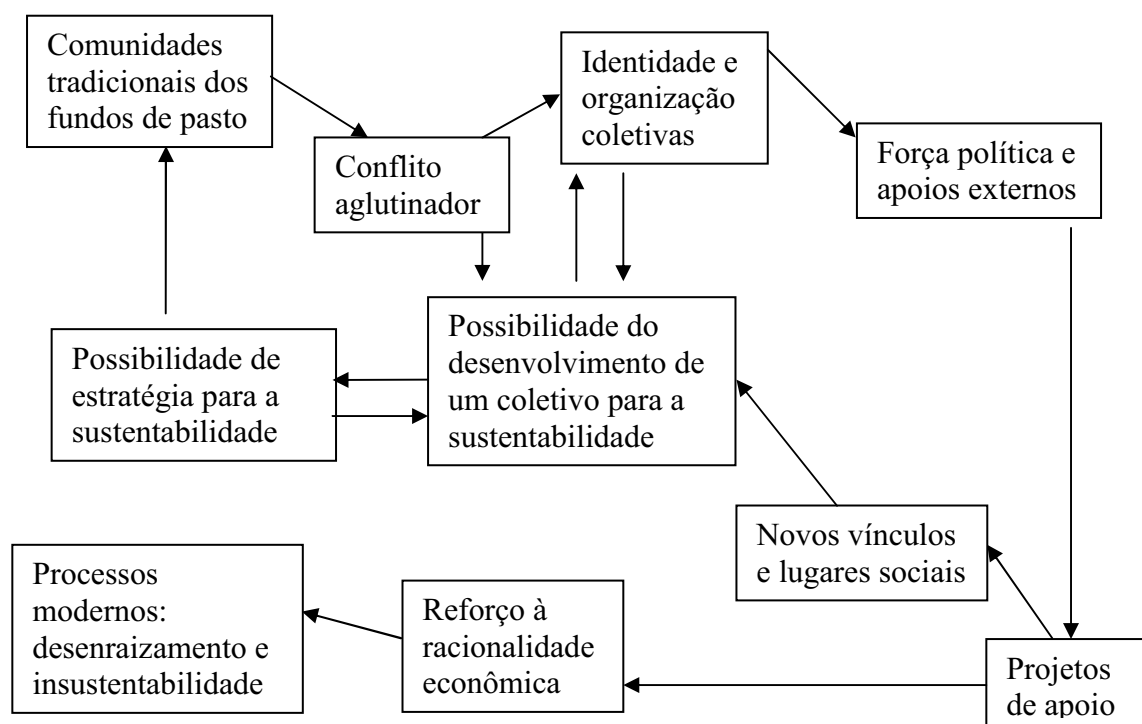 Comunidades
tradicionais dos
fundos de pasto
Conflito
aglutinador
Identidade e
organização
coletivas
Força política e
apoios externos
Possibilidade de
estratégia para a
sustentabilidade
Possibilidade do
desenvolvimento de
um coletivo para a
sustentabilidade
Novos vínculos
e lugares sociais
Processos
modernos:
desenraizamento e
insustentabilidade
Reforço à
racionalidade
econômica
Projetos
de apoio